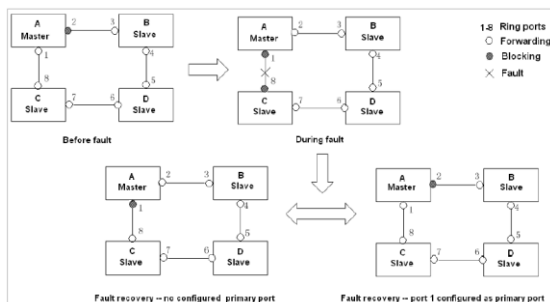 A
Master
2
3
B
Slave
1
4
8
5
C
Slave
7
6
D
Slave
Before fault
A
Master
2
3
B
Slave
1
4
8
5
C
Slave
7
6
D
Slave
During fault
1-8 Ring ports
Forwarding
Blocking
Fault
A
Master
2
3
B
Slave
1
4
8
5
C
Slave
7
6
D
Slave
Fault recovery -- no configured primary port
A
Master
2
3
B
Slave
1
4
8
5
C
Slave
7
6
D
Slave
Fault recovery -- port 1 configured as primary port